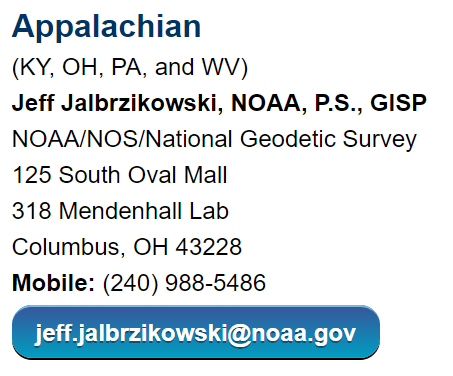 Appalachian
(KY, OH, PA, and WV)
Jeff Jalbrzikowski, NOAA, P.S., GISP
NOAA/NOS/National Geodetic Survey
125 South Oval Mall
318 Mendenhall Lab
Columbus, OH 43228
Mobile: (240) 988-5486
jeff.jalbrzikowski@noaa.gov